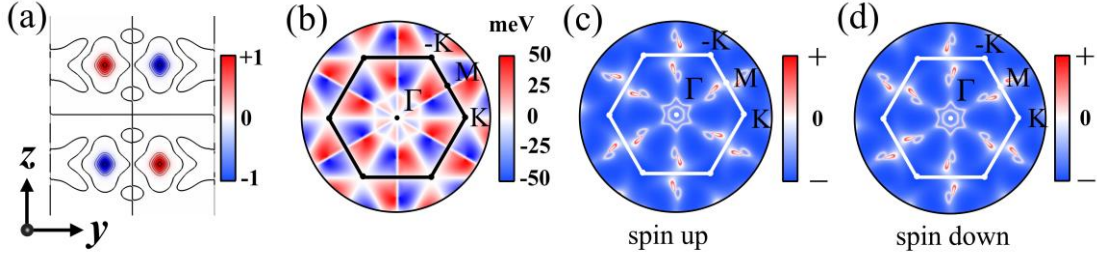 (a)
+1
0
-1
z
y
(b)
meV
50
25
0
-25
-50
-K
M
Γ
K
(c)
+
0
−
-K
M
Γ
K
spin up
(d)
+
0
−
-K
M
Γ
K
spin down